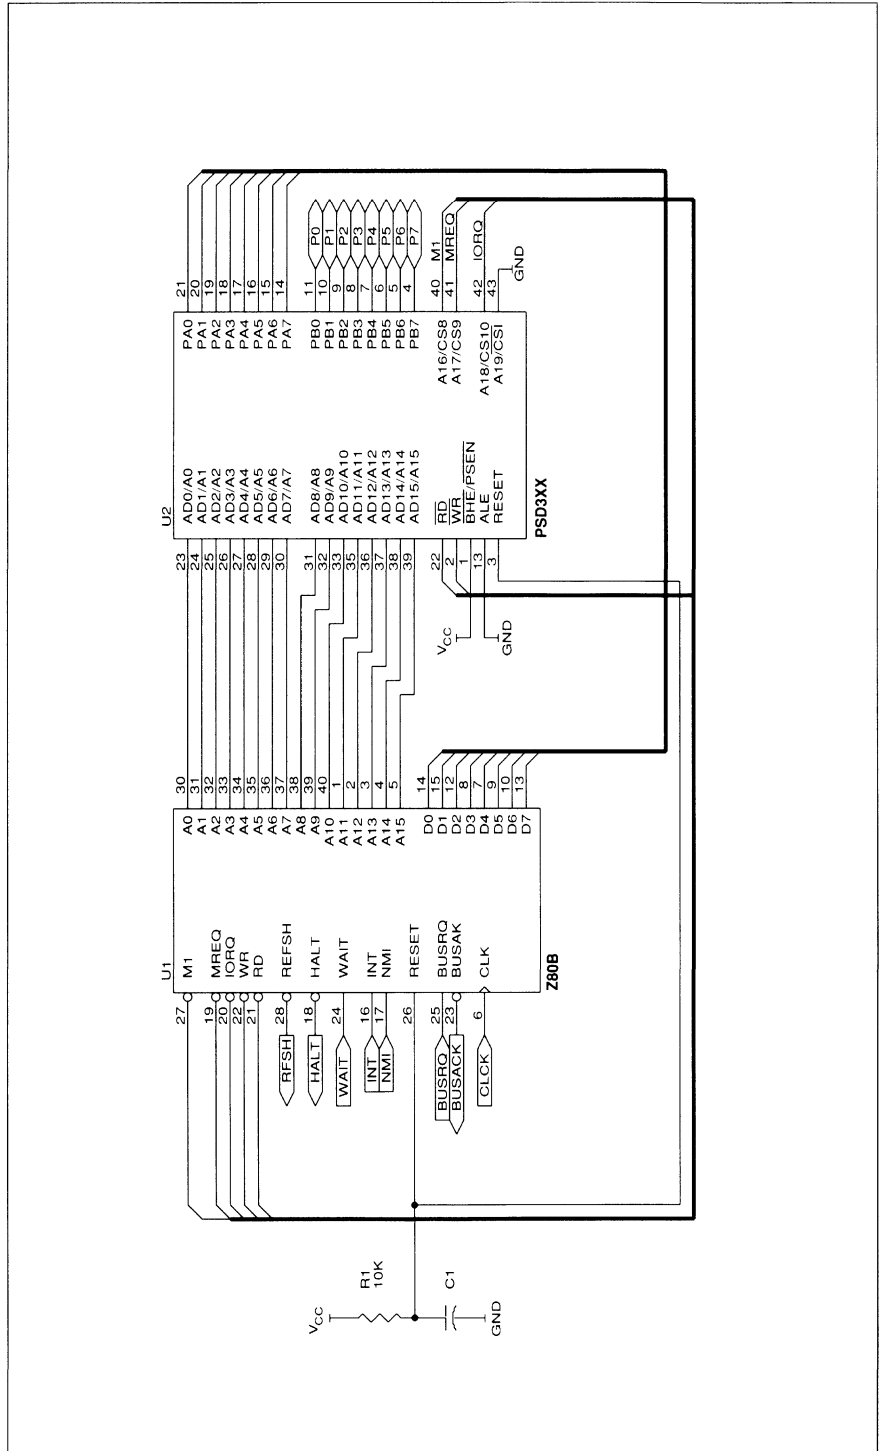 VCC
R1
10K
C1
GND
U1
27 M1
19 MREQ
20 IORQ
22 WR
21 RD
RFSH 28 REFSH
HALT 18 HALT
WAIT 24 WAIT
INT 16 INT
NMI 17 NMI
26 RESET
BUSRQ 25 BUSRQ
BUSACK 23 BUSAK
CLCK 6 CLK
A0 30
A1 31
A2 32
A3 33
A4 34
A5 35
A6 36
A7 37
A8 38
A9 39
A10 40
A11 1
A12 2
A13 3
A14 4
A15 5
D0 14
D1 15
D2 12
D3 8
D4 7
D5 9
D6 10
D7 13
Z80B
VCC
GND
U2
23 AD0/A0
24 AD1/A1
25 AD2/A2
26 AD3/A3
27 AD4/A4
28 AD5/A5
29 AD6/A6
30 AD7/A7
31 AD8/A8
32 AD9/A9
33 AD10/A10
35 AD11/A11
36 AD12/A12
37 AD13/A13
38 AD14/A14
39 AD15/A15
22 RD
2 WR
1 BHE/PSEN
13 ALE
3 RESET
PA0 21
PA1 20
PA2 19
PA3 18
PA4 17
PA5 16
PA6 15
PA7 14
PB0 11 P0
PB1 10 P1
PB2 9 P2
PB3 8 P3
PB4 7 P4
PB5 6 P5
PB6 5 P6
PB7 4 P7
A16/CS8 40 M1
A17/CS9 41 MREQ
A18/CS10 42 IORQ
A19/CSI 43
GND
PSD3XX